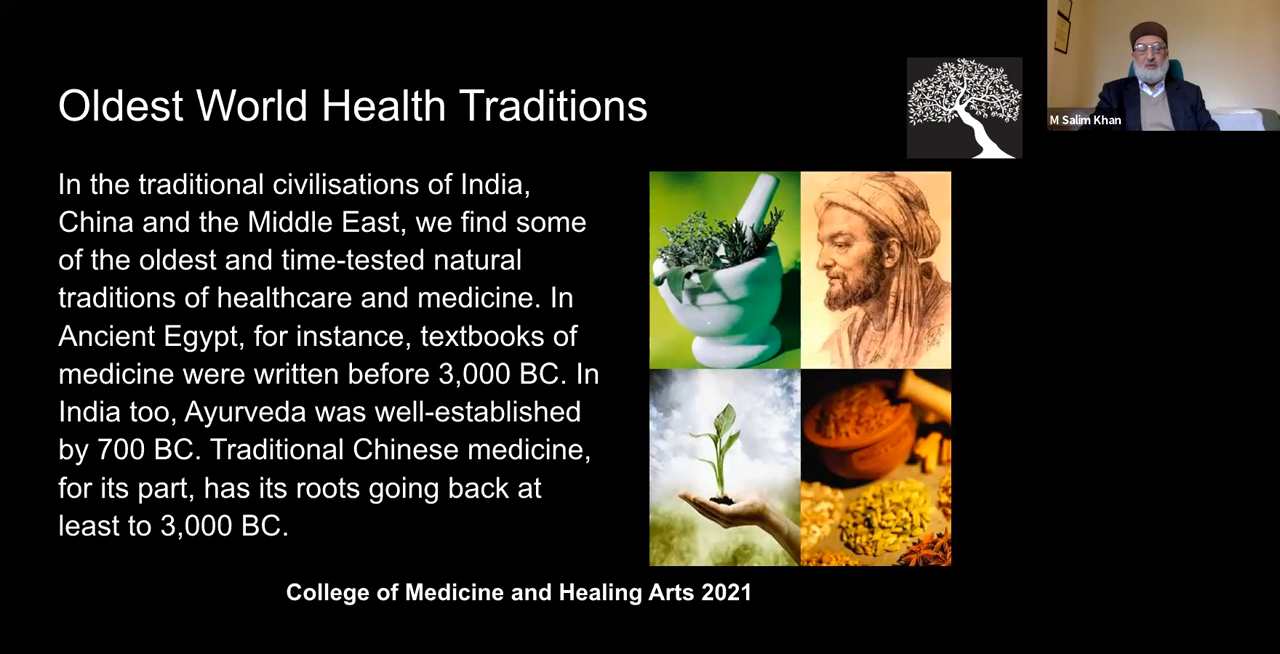 Oldest World Health Traditions
In the traditional civilisations of India,
China and the Middle East, we find some
of the oldest and time-tested natural
traditions of healthcare and medicine. In
Ancient Egypt, for instance, textbooks of
medicine were written before 3,000 BC. In
India too, Ayurveda was well-established
by 700 BC. Traditional Chinese medicine,
for its part, has its roots going back at
least to 3,000 BC.
College of Medicine and Healing Arts 2021
M Salim Khan